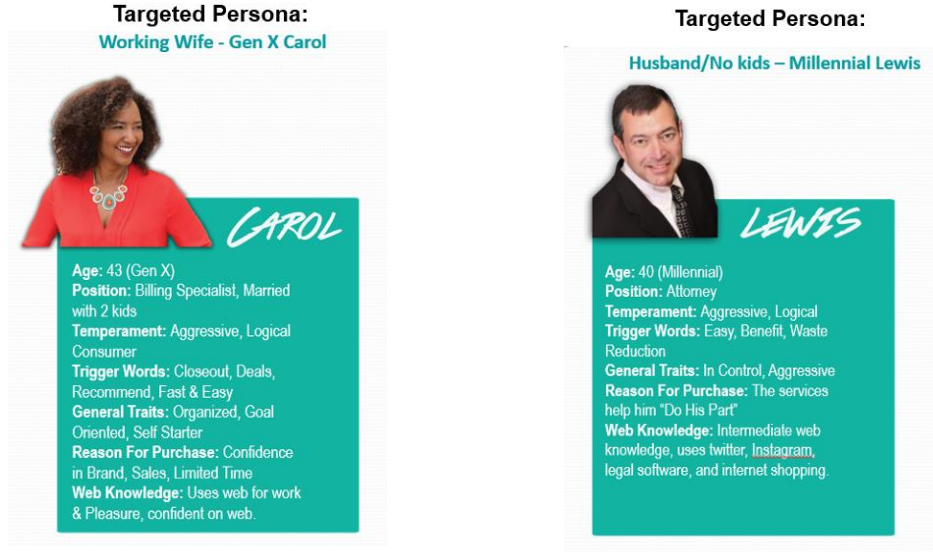 Targeted Persona:
Working Wife - Gen X Carol
CAROL
Age: 43 (Gen X)
Position: Billing Specialist, Married
with 2 kids
Temperament: Aggressive, Logical
Consumer
Trigger Words: Closeout, Deals,
Recommend, Fast & Easy
General Traits: Organized, Goal
Oriented, Self Starter
Reason For Purchase: Confidence
in Brand, Sales, Limited Time
Web Knowledge: Uses web for work
& Pleasure, confident on web.
Targeted Persona:
Husband/No kids – Millennial Lewis
LEWIS
Age: 40 (Millennial)
Position: Attorney
Temperament: Aggressive, Logical
Trigger Words: Easy, Benefit, Waste
Reduction
General Traits: In Control, Aggressive
Reason For Purchase: The services
help him “Do His Part”
Web Knowledge: Intermediate web
knowledge, uses twitter, Instagram,
legal software, and internet shopping.